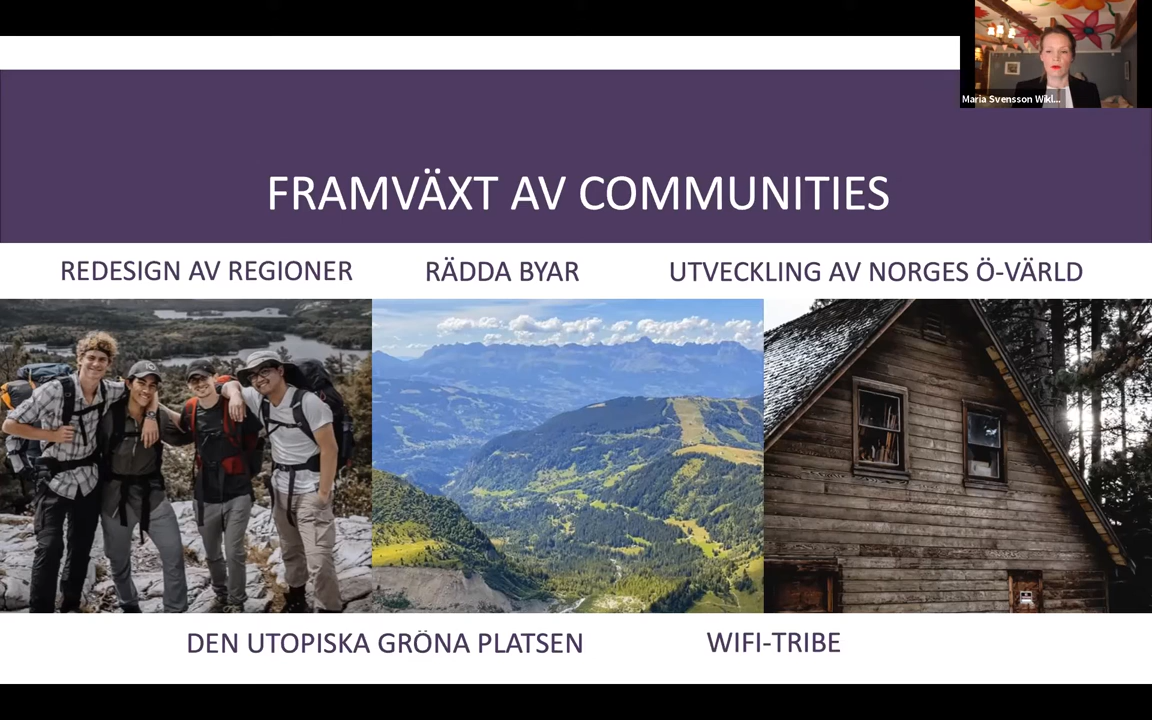 Maria Svensson Wikl...
FRAMVÄXT AV COMMUNITIES
REDESIGN AV REGIONER
RÄDDA BYAR
UTVECKLING AV NORGES Ö-VÄRLD
DEN UTOPISKA GRÖNA PLATSEN
WIFI-TRIBE